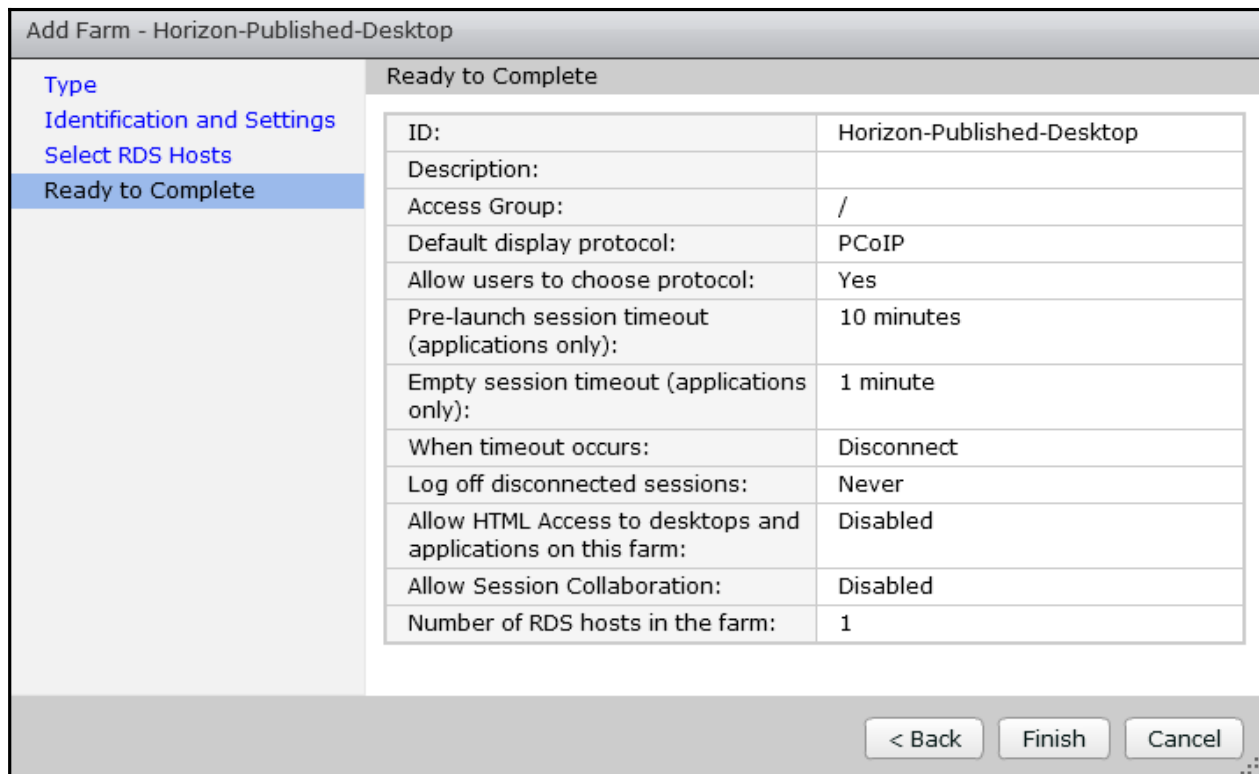 Add Farm - Horizon-Published-Desktop
Type
Identification and Settings
Select RDS Hosts
Ready to Complete
Ready to Complete
ID: Horizon-Published-Desktop
Description:
Access Group: /
Default display protocol: PCoIP
Allow users to choose protocol: Yes
Pre-launch session timeout 10 minutes
(applications only):
Empty session timeout (applications 1 minute
only):
When timeout occurs: Disconnect
Log off disconnected sessions: Never
Allow HTML Access to desktops and Disabled
applications on this farm:
Allow Session Collaboration: Disabled
Number of RDS hosts in the farm: 1
< Back Finish Cancel